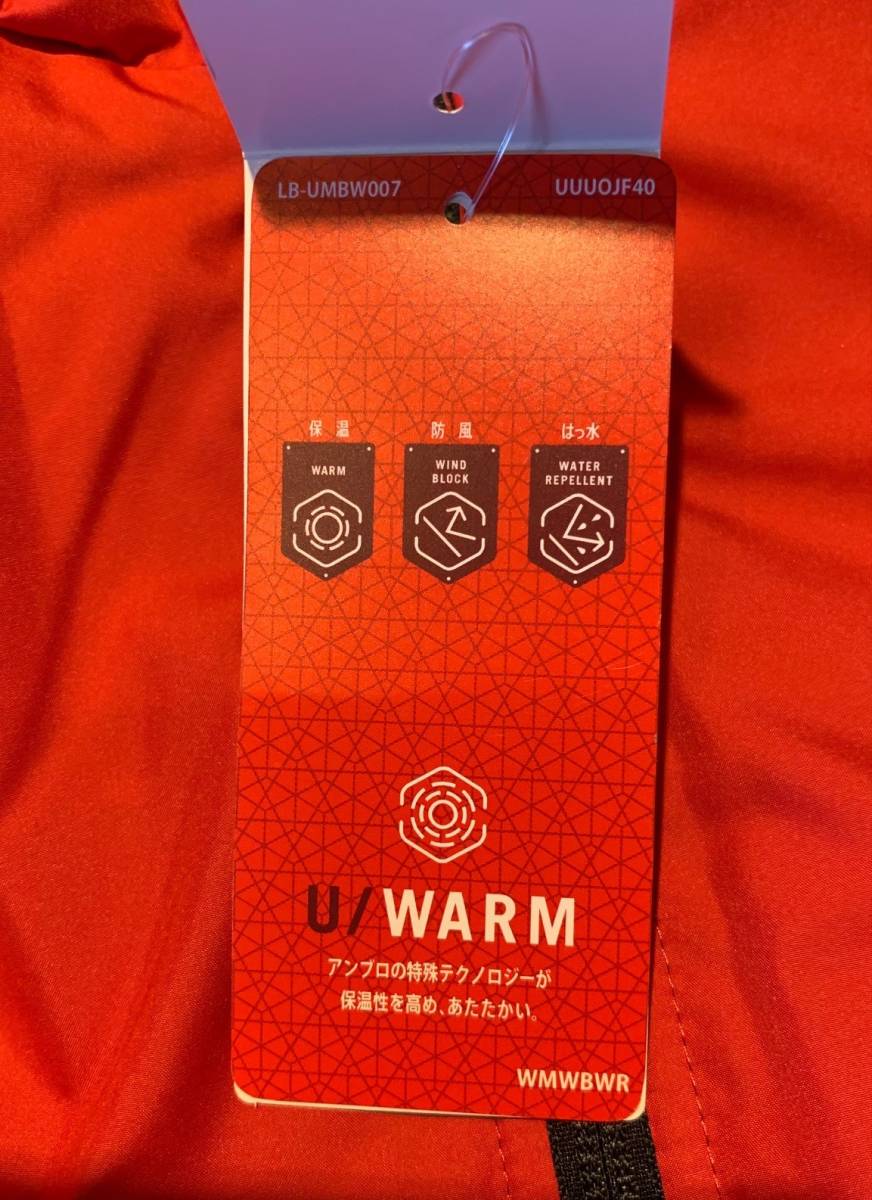 LB-UMBW007 UUUOJF40
保温 防風 はっ水
WARM
WIND
BLOCK
WATER
REPELLENT
U/WARM
アンブロの特殊テクノロジーが
保温性を高め、あたたかい。
WMWBWR